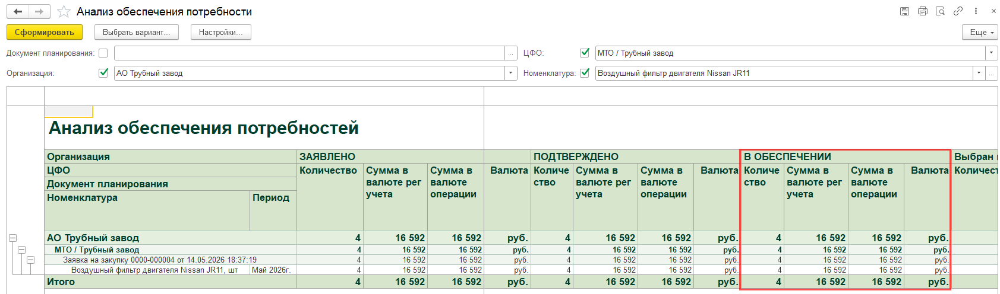 Анализ обеспечения потребности
Сформировать Выбрать вариант... Настройки... Еще
Документ планирования: ... ЦФО: МТО / Трубный завод
Организация: АО Трубный завод Номенклатура: Воздушный фильтр двигателя Nissan JR11 ...
Анализ обеспечения потребностей
Организация ЗАЯВЛЕНО ПОДТВЕРЖДЕНО В ОБЕСПЕЧЕНИИ Выбран
ЦФО Количество Сумма в Сумма в Валюта Количе Сумма в Сумма в Валюта Количе Сумма в Сумма в Валюта Количест
Документ планирования валюте рег валюте ство валюте рег валюте ство валюте рег валюте
Номенклатура Период учета операции учета операции учета операции
АО Трубный завод 4 16 592 16 592 руб. 4 16 592 16 592 руб. 4 16 592 16 592 руб.
МТО / Трубный завод 4 16 592 16 592 руб. 4 16 592 16 592 руб. 4 16 592 16 592 руб.
Заявка на закупку 0000-000004 от 14.05.2026 18:37:19 4 16 592 16 592 руб. 4 16 592 16 592 руб. 4 16 592 16 592 руб.
Воздушный фильтр двигателя Nissan JR11, шт Май 2026г. 4 16 592 16 592 руб. 4 16 592 16 592 руб. 4 16 592 16 592 руб.
Итого 4 16 592 16 592 руб. 4 16 592 16 592 руб. 4 16 592 16 592 руб.